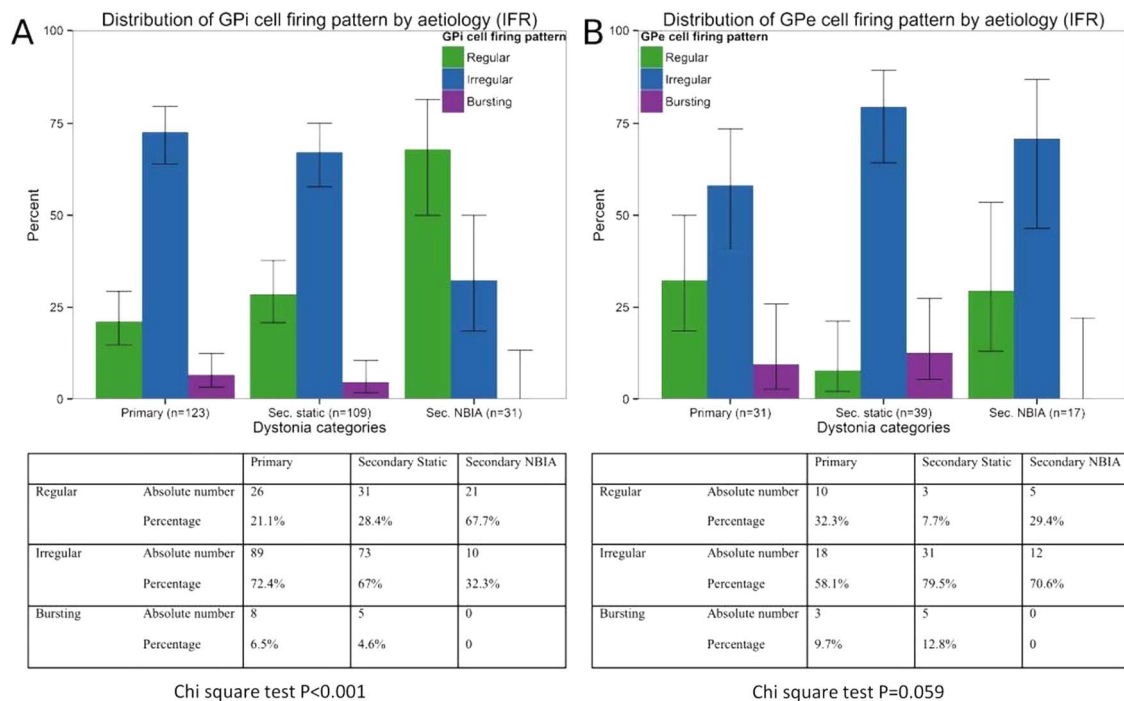 A
Distribution of GPi cell firing pattern by aetiology (IFR)
GPi cell firing pattern
Regular
Irregular
Bursting
100
75
50
25
0
Percent
Primary (n=123)
Sec. static (n=109)
Sec. NBIA (n=31)
Dystonia categories
Primary Secondary Static Secondary NBIA
Regular Absolute number 26 31 21
Percentage 21.1% 28.4% 67.7%
Irregular Absolute number 89 73 10
Percentage 72.4% 67% 32.3%
Bursting Absolute number 8 5 0
Percentage 6.5% 4.6% 0
Chi square test P<0.001
B
Distribution of GPe cell firing pattern by aetiology (IFR)
GPe cell firing pattern
Regular
Irregular
Bursting
100
75
50
25
0
Percent
Primary (n=31)
Sec. static (n=39)
Sec. NBIA (n=17)
Dystonia categories
Primary Secondary Static Secondary NBIA
Regular Absolute number 10 3 5
Percentage 32.3% 7.7% 29.4%
Irregular Absolute number 18 31 12
Percentage 58.1% 79.5% 70.6%
Bursting Absolute number 3 5 0
Percentage 9.7% 12.8% 0
Chi square test P=0.059